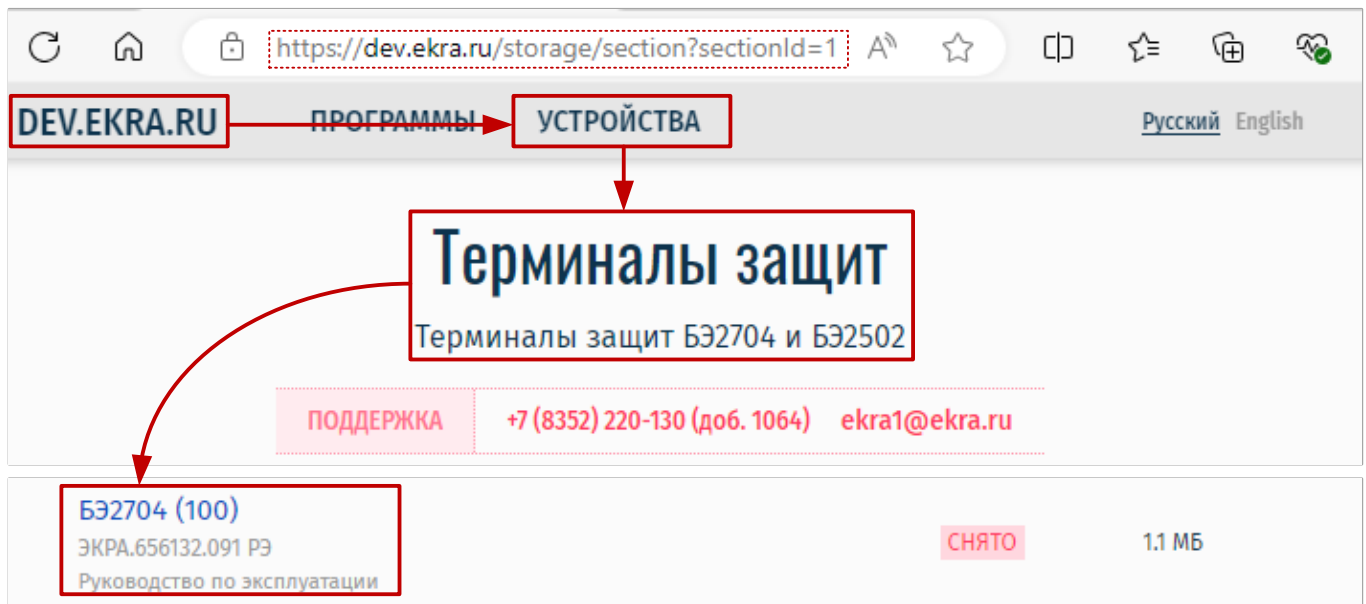 https://dev.ekra.ru/storage/section?sectionId=1
DEV.EKRA.RU ПРОГРАММЫ УСТРОЙСТВА Русский English
Терминалы защит
Терминалы защит БЭ2704 и БЭ2502
ПОДДЕРЖКА +7 (8352) 220-130 (доб. 1064) ekra1@ekra.ru
БЭ2704 (100)
ЭКРА.656132.091 РЭ СНЯТО 1.1 МБ
Руководство по эксплуатации